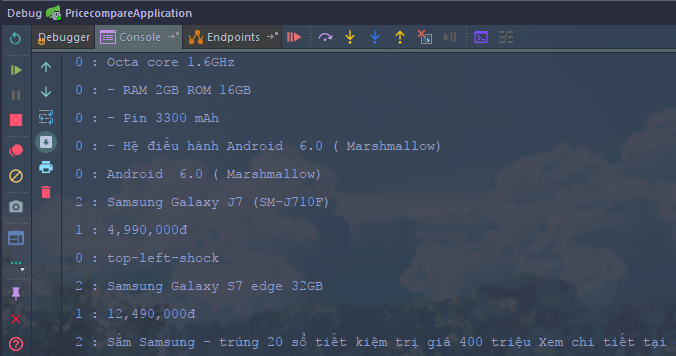 Debug PricecompareApplication
Debugger Console Endpoints
0 : Octa core 1.6GHz
0 : - RAM 2GB ROM 16GB
0 : - Pin 3300 mAh
0 : - Hệ điều hành Android  6.0 ( Marshmallow)
0 : Android  6.0 ( Marshmallow)
2 : Samsung Galaxy J7 (SM-J710F)
1 : 4,990,000đ
0 : top-left-shock
2 : Samsung Galaxy S7 edge 32GB
1 : 12,490,000đ
2 : Sắm Samsung - trúng 20 sổ tiết kiệm trị giá 400 triệu Xem chi tiết tại